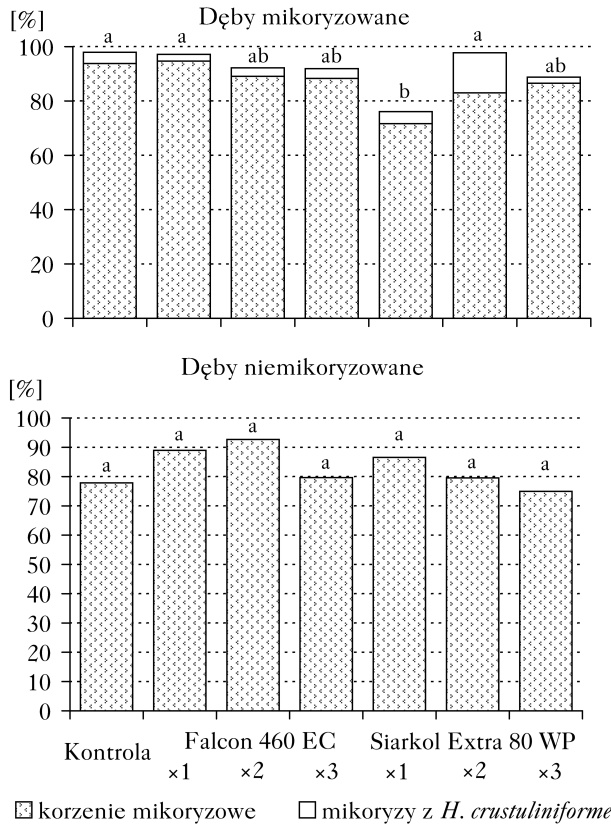 [%] Dęby mikoryzowane
a a ab ab b a ab
100
80
60
40
20
0
Dęby niemikoryzowane
[%]
a a a a a a a
100
90
80
70
60
50
40
30
20
10
0
Kontrola Falcon 460 EC Siarkol Extra 80 WP
×1 ×2 ×3 ×1 ×2 ×3
korzenie mikoryzowe mikoryzy z H. crustuliniforme